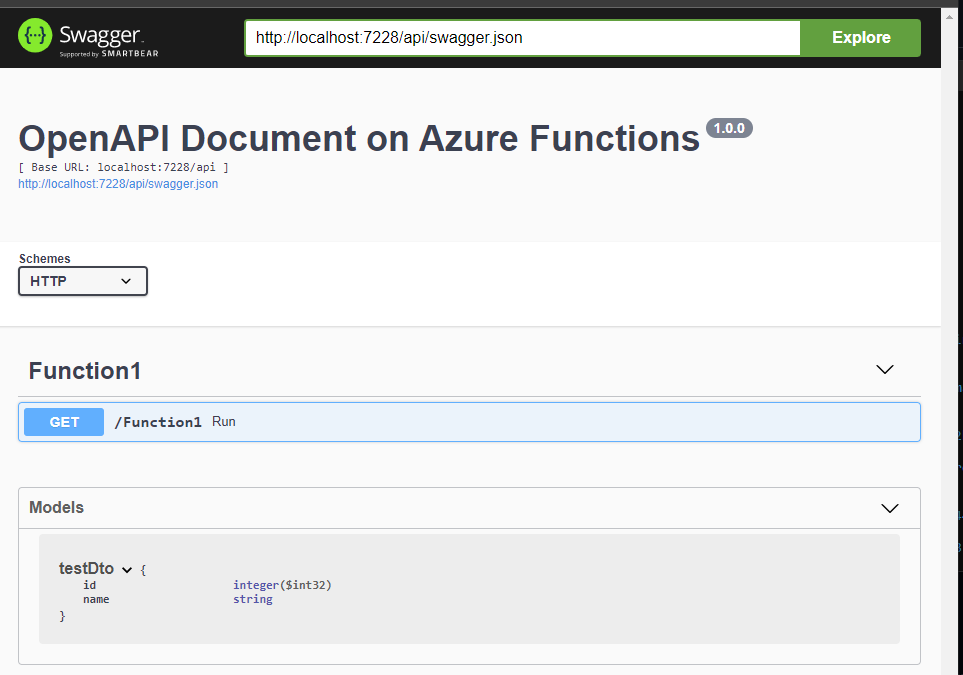 {··} Swagger.
Supported by SMARTBEAR
http://localhost:7228/api/swagger.json
Explore
OpenAPI Document on Azure Functions 1.0.0
[ Base URL: localhost:7228/api ]
http://localhost:7228/api/swagger.json
Schemes
HTTP
Function1
GET /Function1 Run
Models
testDto {
id integer($int32)
name string
}